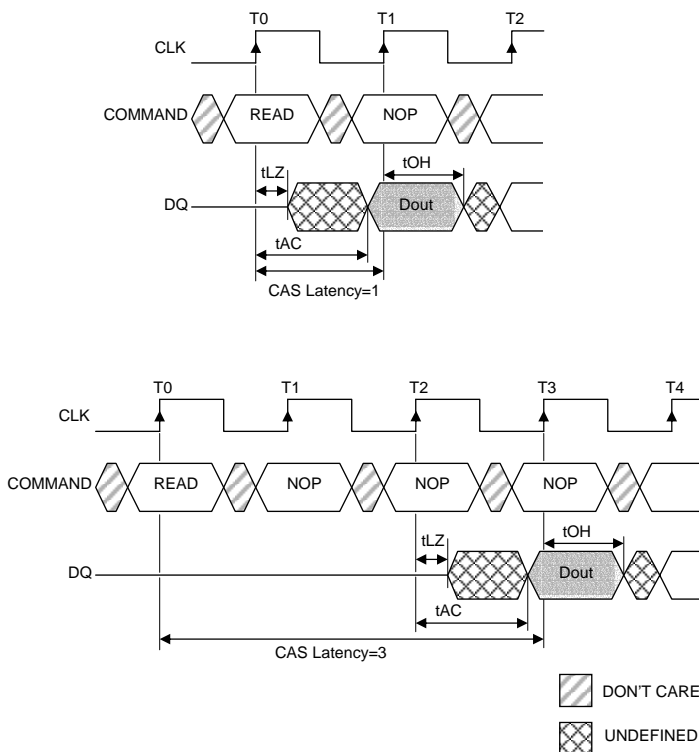 T0 T1 T2
CLK
COMMAND READ NOP
tLZ tOH
DQ Dout
tAC
CAS Latency=1
T0 T1 T2 T3 T4
CLK
COMMAND READ NOP NOP NOP
tLZ tOH
DQ Dout
tAC
CAS Latency=3
DON'T CARE
UNDEFINED